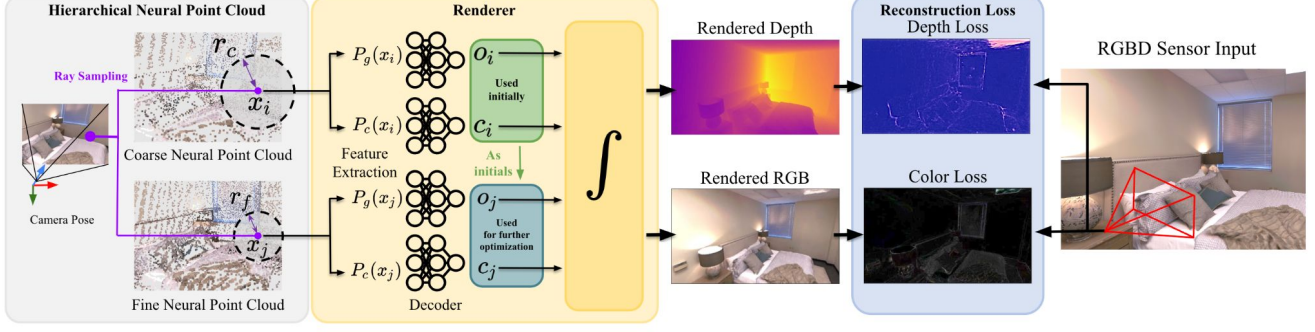 Hierarchical Neural Point Cloud
r_c
Ray Sampling
x_i
Coarse Neural Point Cloud
Camera Pose
r_f
x_j
Fine Neural Point Cloud
Renderer
P_g(x_i)
o_i
Used
initially
P_c(x_i)
c_i
Feature
Extraction
As
initials
P_g(x_j)
o_j
Used
for further
optimization
P_c(x_j)
c_j
Decoder
∫
Rendered Depth
Rendered RGB
Reconstruction Loss
Depth Loss
Color Loss
RGBD Sensor Input